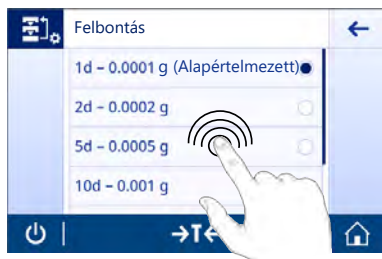 Felbontás
1d – 0.0001 g (Alapértelmezett)
2d – 0.0002 g
5d – 0.0005 g
10d – 0.001 g
→T←